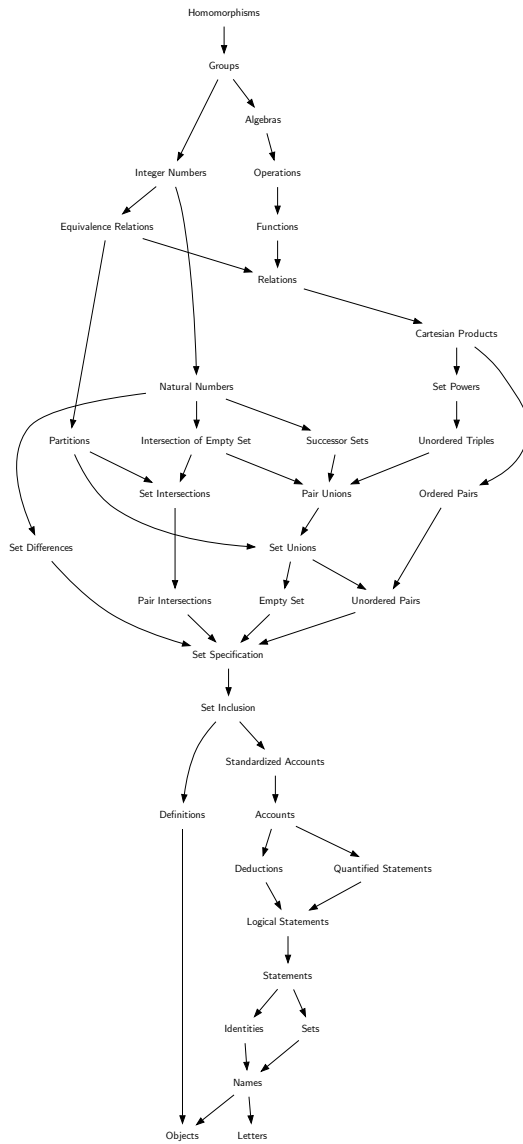 Homomorphisms
Groups
Algebras
Integer Numbers
Operations
Equivalence Relations
Functions
Relations
Cartesian Products
Natural Numbers
Set Powers
Partitions
Intersection of Empty Set
Successor Sets
Unordered Triples
Set Intersections
Pair Unions
Ordered Pairs
Set Differences
Set Unions
Pair Intersections
Empty Set
Unordered Pairs
Set Specification
Set Inclusion
Standardized Accounts
Definitions
Accounts
Deductions
Quantified Statements
Logical Statements
Statements
Identities
Sets
Names
Objects
Letters